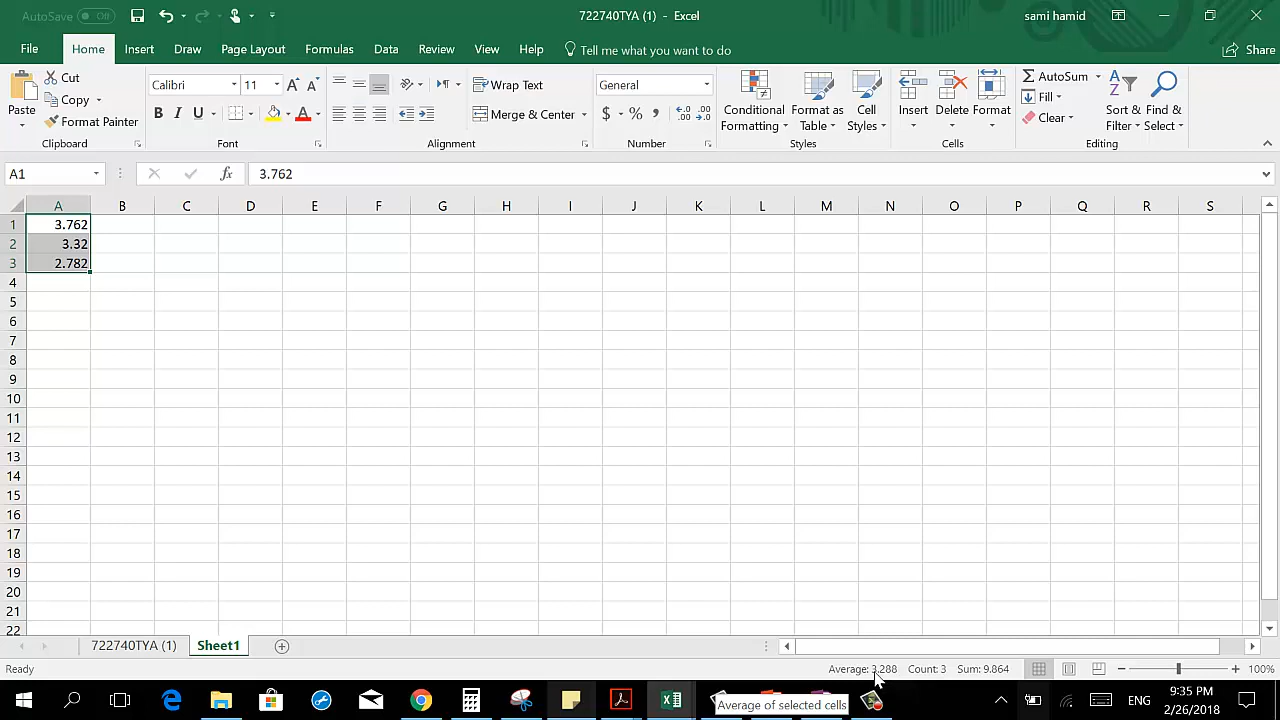 AutoSave Off
722740TYA (1) - Excel
sami hamid
File Home Insert Draw Page Layout Formulas Data Review View Help Tell me what you want to do Share
Paste
Cut
Copy
Format Painter
Clipboard
Calibri 11
B I U
Font
Wrap Text
Merge & Center
Alignment
General
$ % ,
Number
Conditional Formatting
Format as Table
Cell Styles
Styles
Insert Delete Format
Cells
AutoSum
Fill
Clear
Sort & Filter
Find & Select
Editing
A1 fx 3.762
A B C D E F G H I J K L M N O P Q R S
1 3.762
2 3.32
3 2.782
4
5
6
7
8
9
10
11
12
13
14
15
16
17
18
19
20
21
22
722740TYA (1) Sheet1
Ready Average: 3.288 Count: 3 Sum: 9.864 100%
Average of selected cells
ENG
9:35 PM
2/26/2018